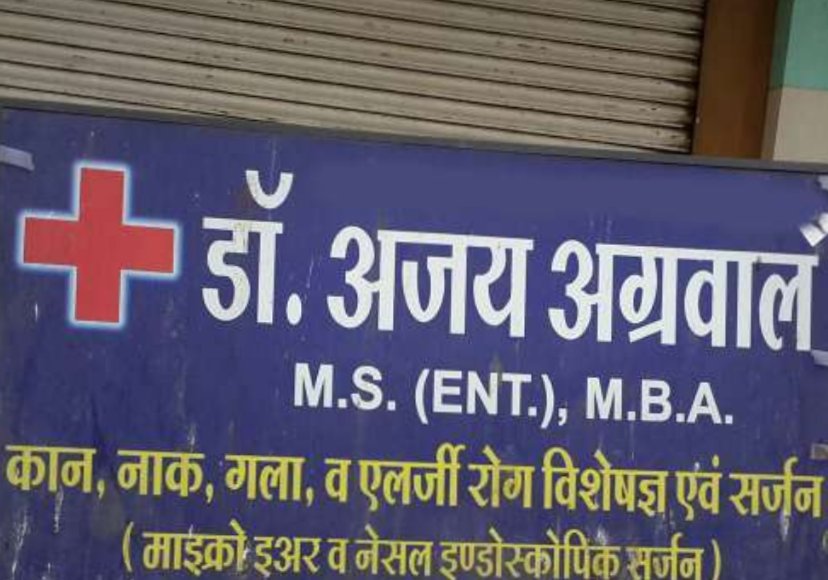 डॉ. अजय अग्रवाल
M.S. (ENT.), M.B.A.
कान, नाक, गला, व एलर्जी रोग विशेषज्ञ एवं सर्जन
( माइक्रो इअर व नेसल इण्डोस्कोपिक सर्जन )